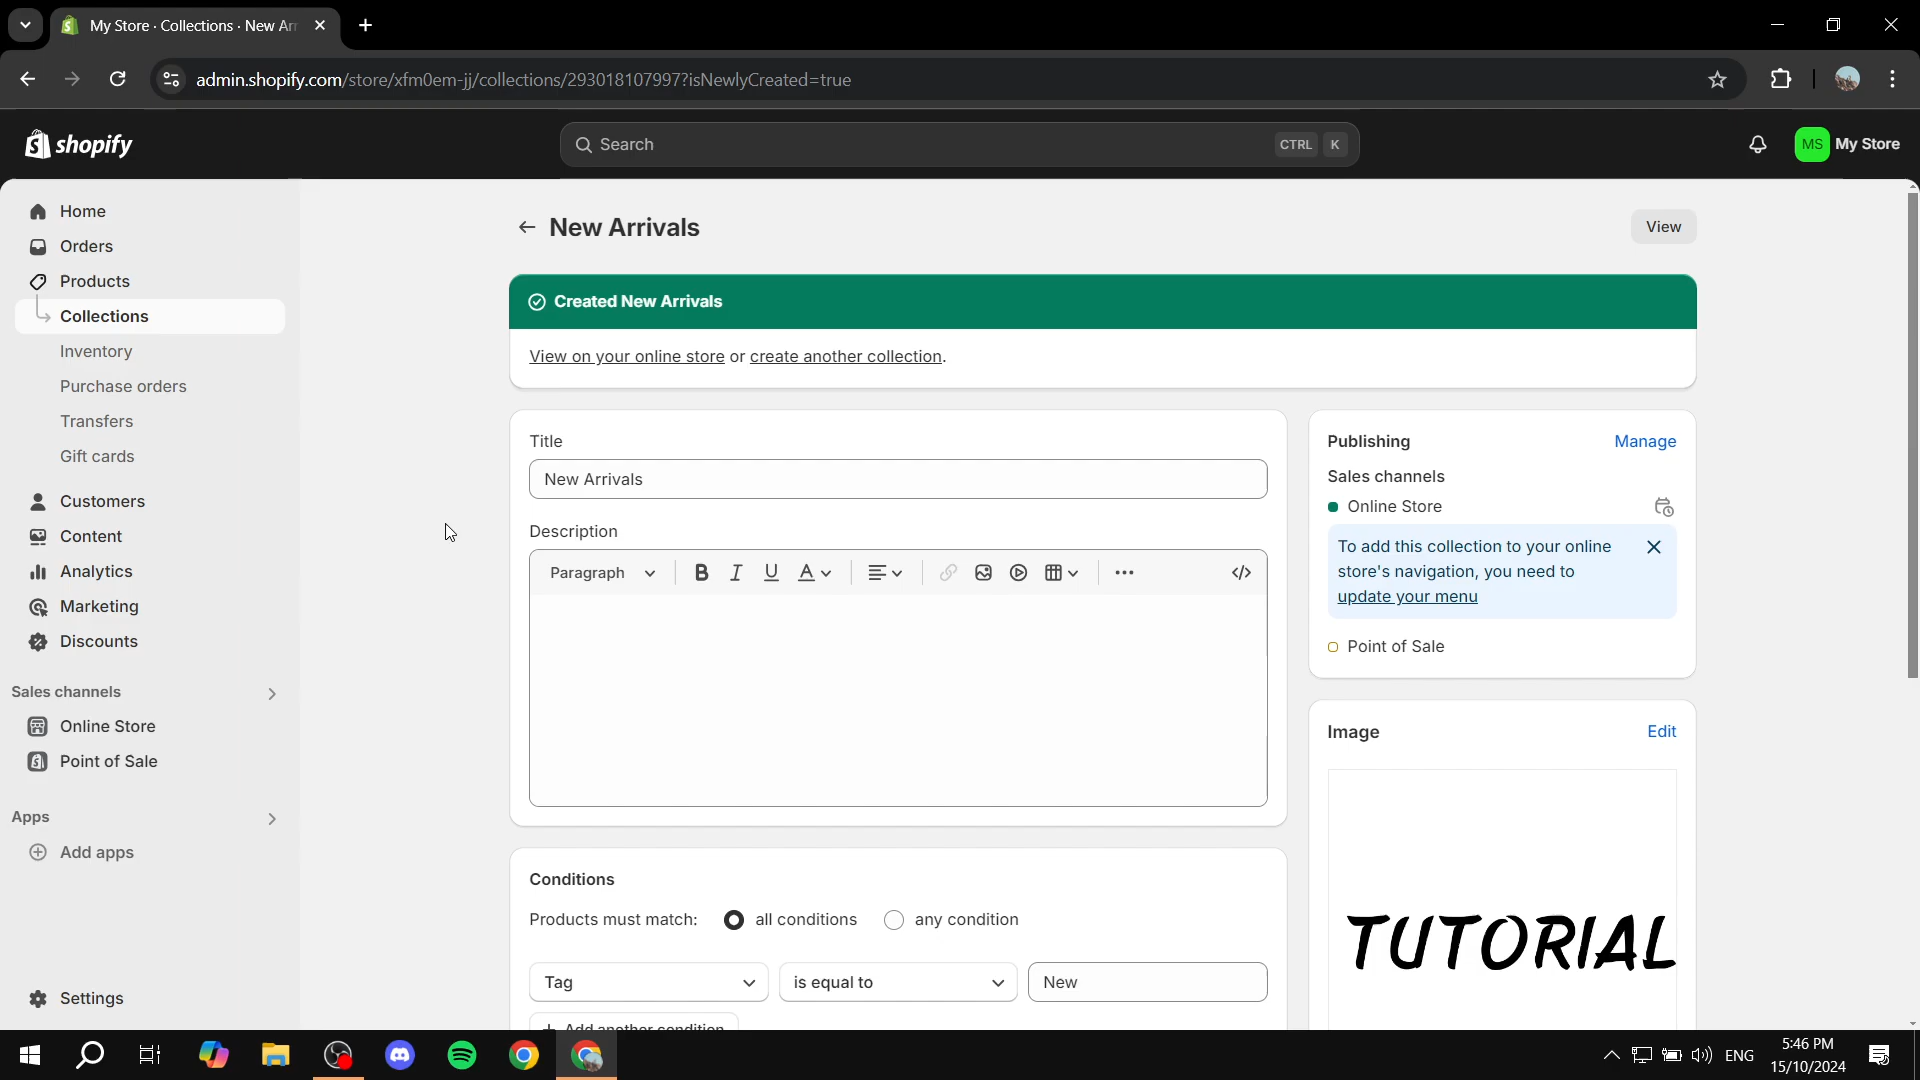 My Store · Collections · New Arr
admin.shopify.com/store/xfm0em-jj/collections/293018107997?isNewlyCreated=true
shopify
Search
CTRL K
MS My Store
Home
Orders
Products
Collections
Inventory
Purchase orders
Transfers
Gift cards
Customers
Content
Analytics
Marketing
Discounts
Sales channels
Online Store
Point of Sale
Apps
Add apps
Settings
New Arrivals
View
Created New Arrivals
View on your online store or create another collection.
Title
New Arrivals
Description
Paragraph
Conditions
Products must match: all conditions any condition
Tag
is equal to
New
Add another condition
Publishing
Manage
Sales channels
Online Store
To add this collection to your online
store's navigation, you need to
update your menu
Point of Sale
Image
Edit
TUTORIAL
ENG
5:46 PM
15/10/2024